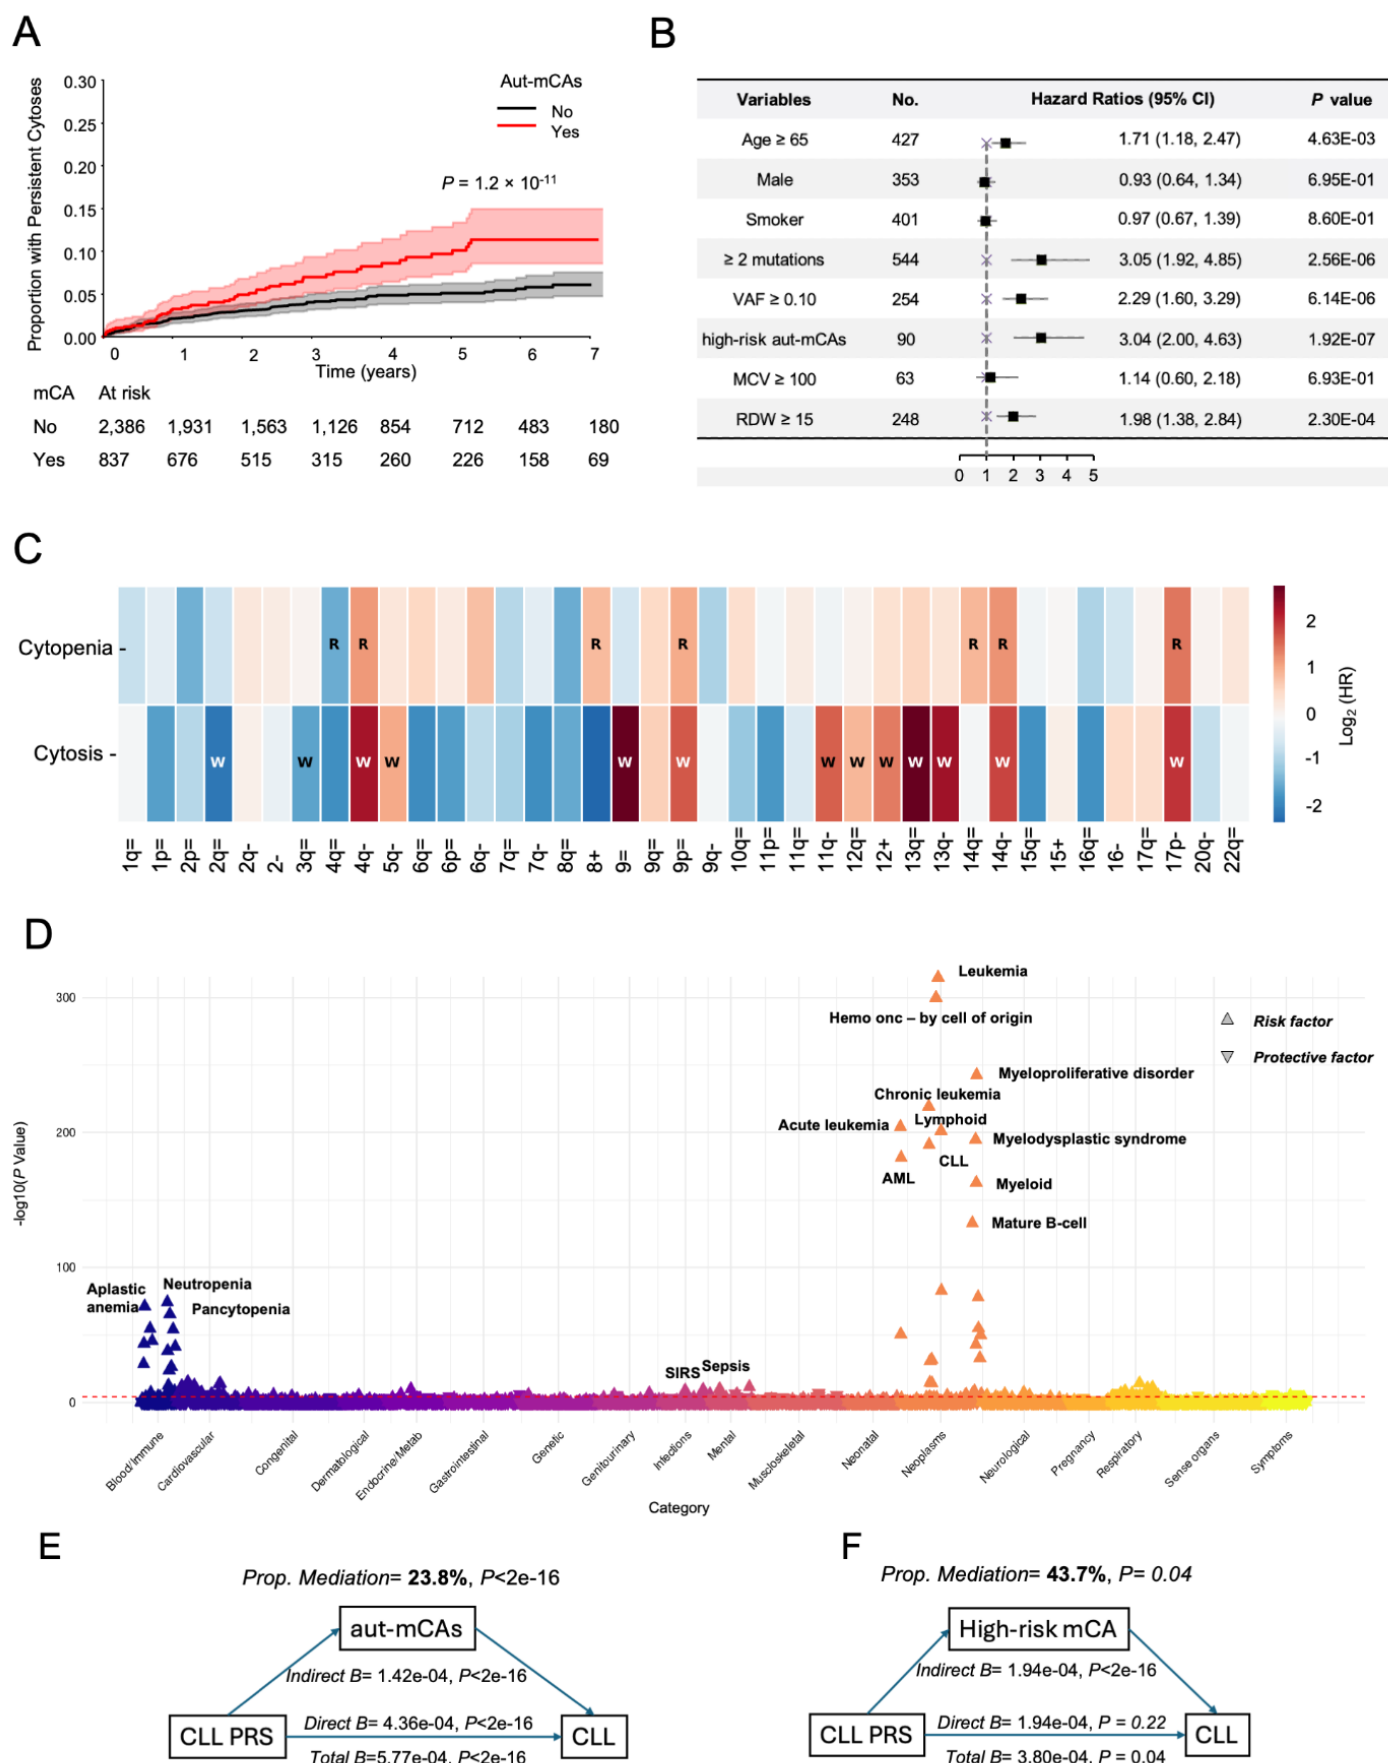 A
0.30
0.25
0.20
0.15
0.10
0.05
0.00
Proportion with Persistent Cytoses
Aut-mCAs
No
Yes
P = 1.2 × 10-11
0 1 2 3 4 5 6 7
Time (years)
mCA At risk
No 2,386 1,931 1,563 1,126 854 712 483 180
Yes 837 676 515 315 260 226 158 69
B
Variables No. Hazard Ratios (95% CI) P value
Age ≥ 65 427 1.71 (1.18, 2.47) 4.63E-03
Male 353 0.93 (0.64, 1.34) 6.95E-01
Smoker 401 0.97 (0.67, 1.39) 8.60E-01
≥ 2 mutations 544 3.05 (1.92, 4.85) 2.56E-06
VAF ≥ 0.10 254 2.29 (1.60, 3.29) 6.14E-06
high-risk aut-mCAs 90 3.04 (2.00, 4.63) 1.92E-07
MCV ≥ 100 63 1.14 (0.60, 2.18) 6.93E-01
RDW ≥ 15 248 1.98 (1.38, 2.84) 2.30E-04
0 1 2 3 4 5
C
Cytopenia - R R R R R R R
Cytosis - W W W W W W W W W W W W W
1q= 1p= 2p= 2q= 2q- 2- 3q= 4q= 4q- 5q- 6q= 6p= 6q- 7q= 7q- 8q= 8+ 9= 9q= 9p= 9q- 10q= 11p= 11q= 11q- 12q= 12+ 13q= 13q- 14q= 14q- 15q= 15+ 16q= 16- 17q= 17p- 20q- 22q=
2
1
0
-1
-2
Log2 (HR)
D
-log10(P Value)
300
200
100
0
Leukemia
Hemo onc – by cell of origin
Risk factor
Protective factor
Myeloproliferative disorder
Chronic leukemia
Lymphoid
Acute leukemia
Myelodysplastic syndrome
CLL
AML
Myeloid
Mature B-cell
Aplastic
anemia
Neutropenia
Pancytopenia
SIRS
Sepsis
Blood/Immune Cardiovascular Congenital Dermatological Endocrine/Metab Gastrointestinal Genetic Genitourinary Infections Mental Muscloskeletal Neonatal Neoplasms Neurological Pregnancy Respiratory Sense organs Symptoms
Category
E
Prop. Mediation= 23.8%, P<2e-16
aut-mCAs
Indirect B= 1.42e-04, P<2e-16
CLL PRS
Direct B= 4.36e-04, P<2e-16
CLL
Total B=5.77e-04, P<2e-16
F
Prop. Mediation= 43.7%, P= 0.04
High-risk mCA
Indirect B= 1.94e-04, P<2e-16
CLL PRS
Direct B= 1.94e-04, P = 0.22
CLL
Total B= 3.80e-04, P = 0.04